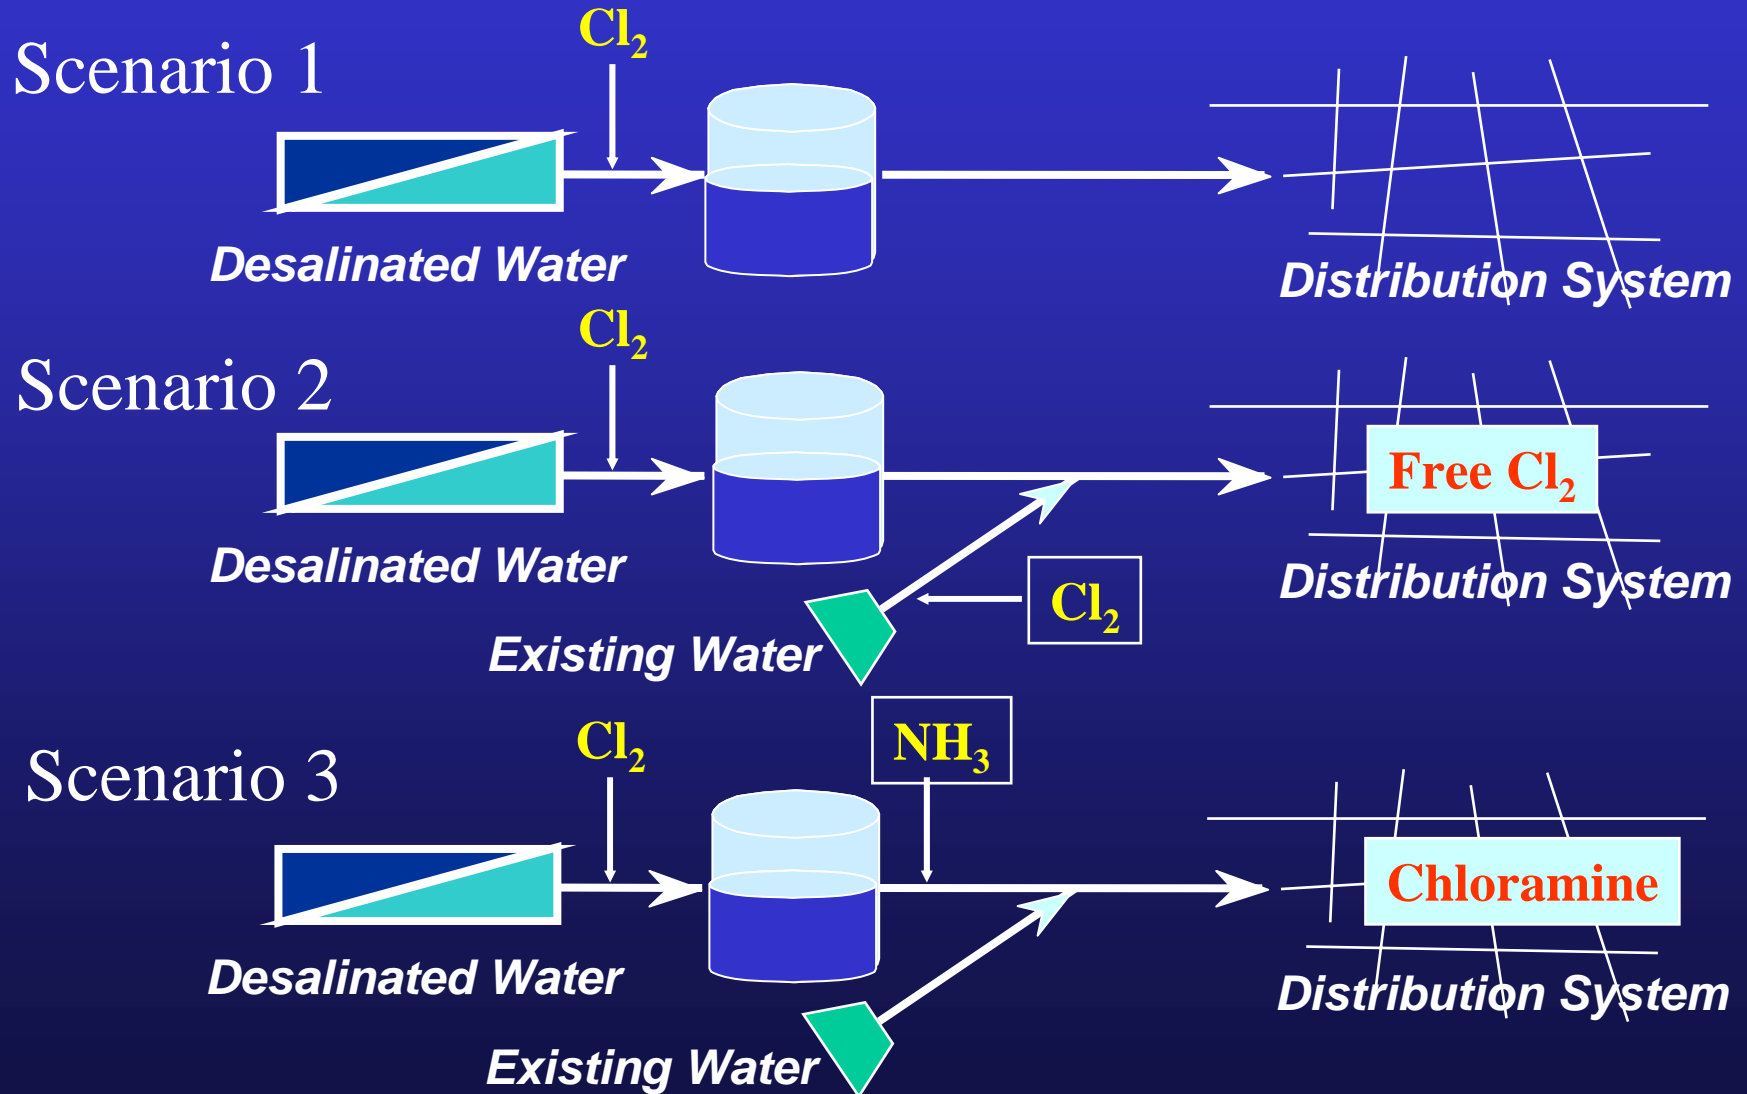 Cl₂
Scenario 1
Desalinated Water
Distribution System
Cl₂
Scenario 2
Free Cl₂
Desalinated Water
Distribution System
Cl₂
Existing Water
Cl₂
NH₃
Scenario 3
Chloramine
Desalinated Water
Distribution System
Existing Water